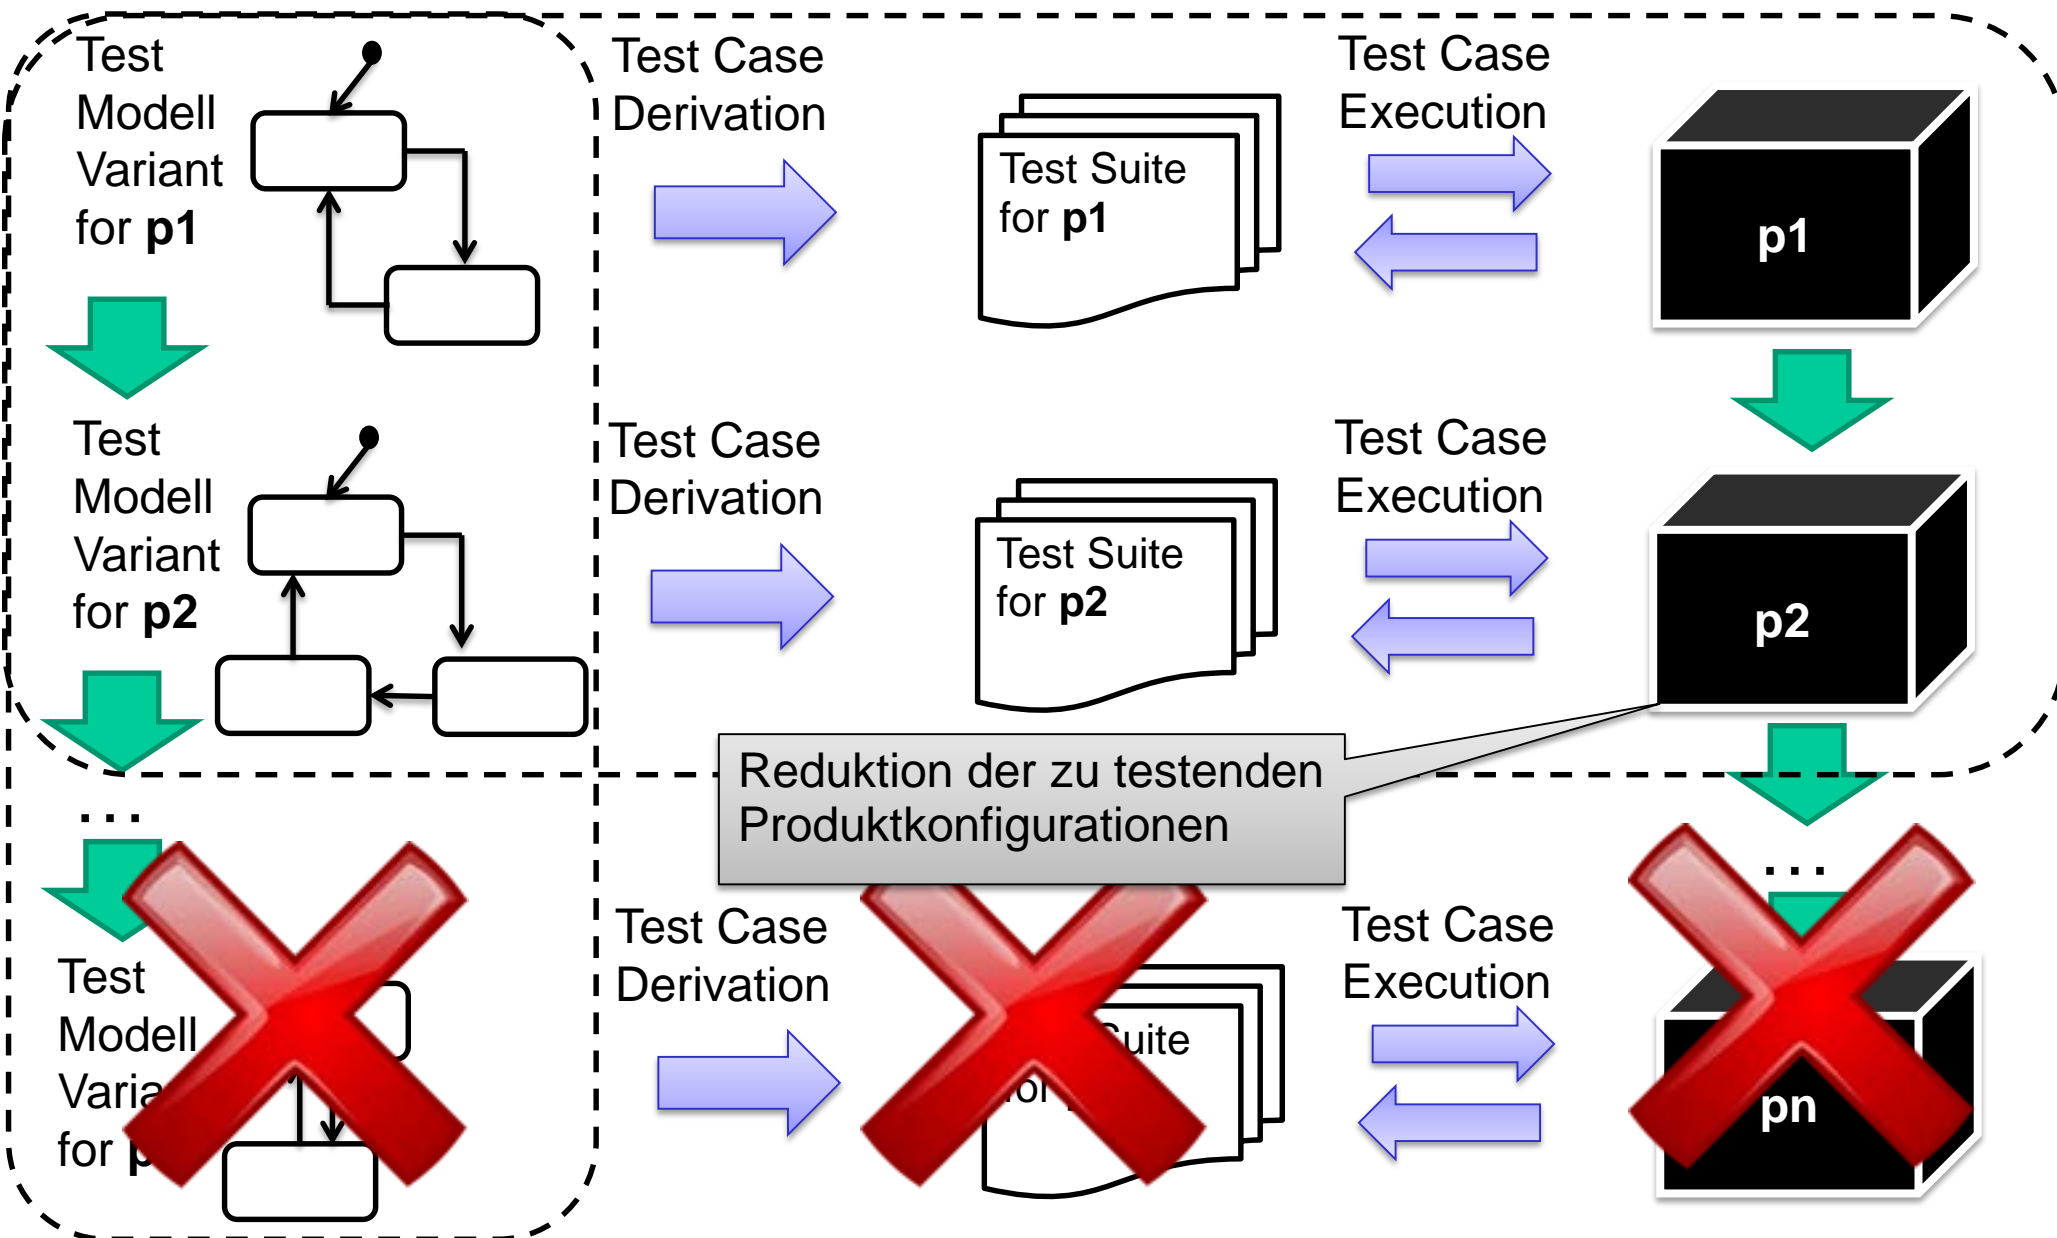 Test
Modell
Variant
for p1
Test Case
Derivation
Test Suite
for p1
Test Case
Execution
p1
Test
Modell
Variant
for p2
Test Case
Derivation
Test Suite
for p2
Test Case
Execution
p2
Reduktion der zu testenden
Produktkonfigurationen
...
...
Test
Modell
for
Test Case
Derivation
Test Case
Execution
pn